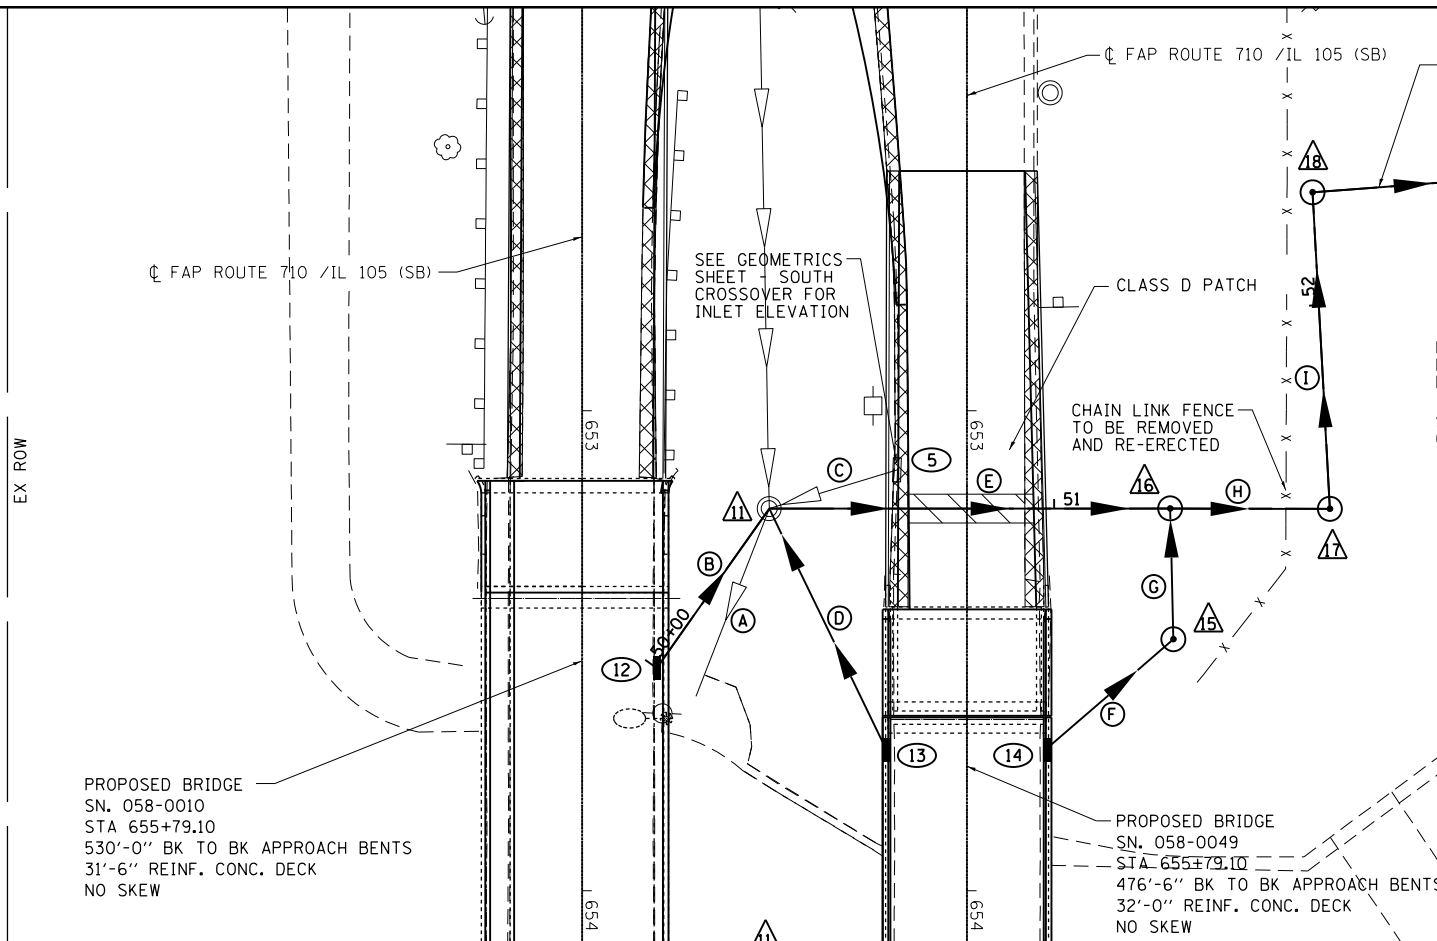 ℄ FAP ROUTE 710 /IL 105 (SB)
18
℄ FAP ROUTE 710 /IL 105 (SB)
SEE GEOMETRICS
SHEET - SOUTH
CROSSOVER FOR
INLET ELEVATION
CLASS D PATCH
52
I
CHAIN LINK FENCE
TO BE REMOVED
AND RE-ERECTED
653
653
EX ROW
C
5
E
16
H
11
51
17
B
G
A
D
15
50+00
12
F
13
14
PROPOSED BRIDGE
SN. 058-0010
STA 655+79.10
530'-0'' BK TO BK APPROACH BENTS
31'-6'' REINF. CONC. DECK
NO SKEW
PROPOSED BRIDGE
SN. 058-0049
STA 655+79.10
476'-6'' BK TO BK APPROACH BENTS
32'-0'' REINF. CONC. DECK
NO SKEW
654
654
11